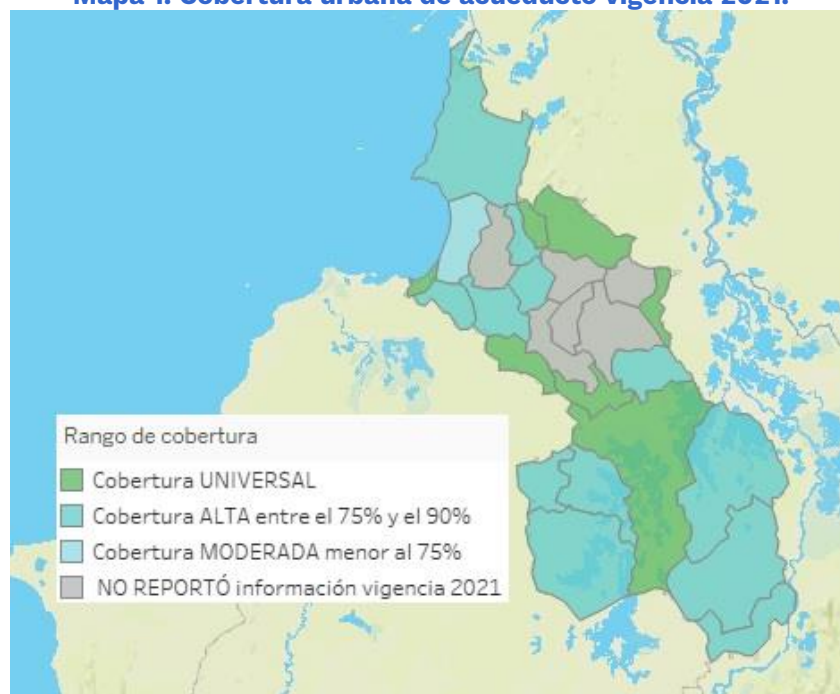 Mapa 1. Cobertura urbana de acueducto vigencia 2021.
Rango de cobertura
Cobertura UNIVERSAL
Cobertura ALTA entre el 75% y el 90%
Cobertura MODERADA menor al 75%
NO REPORTÓ información vigencia 2021